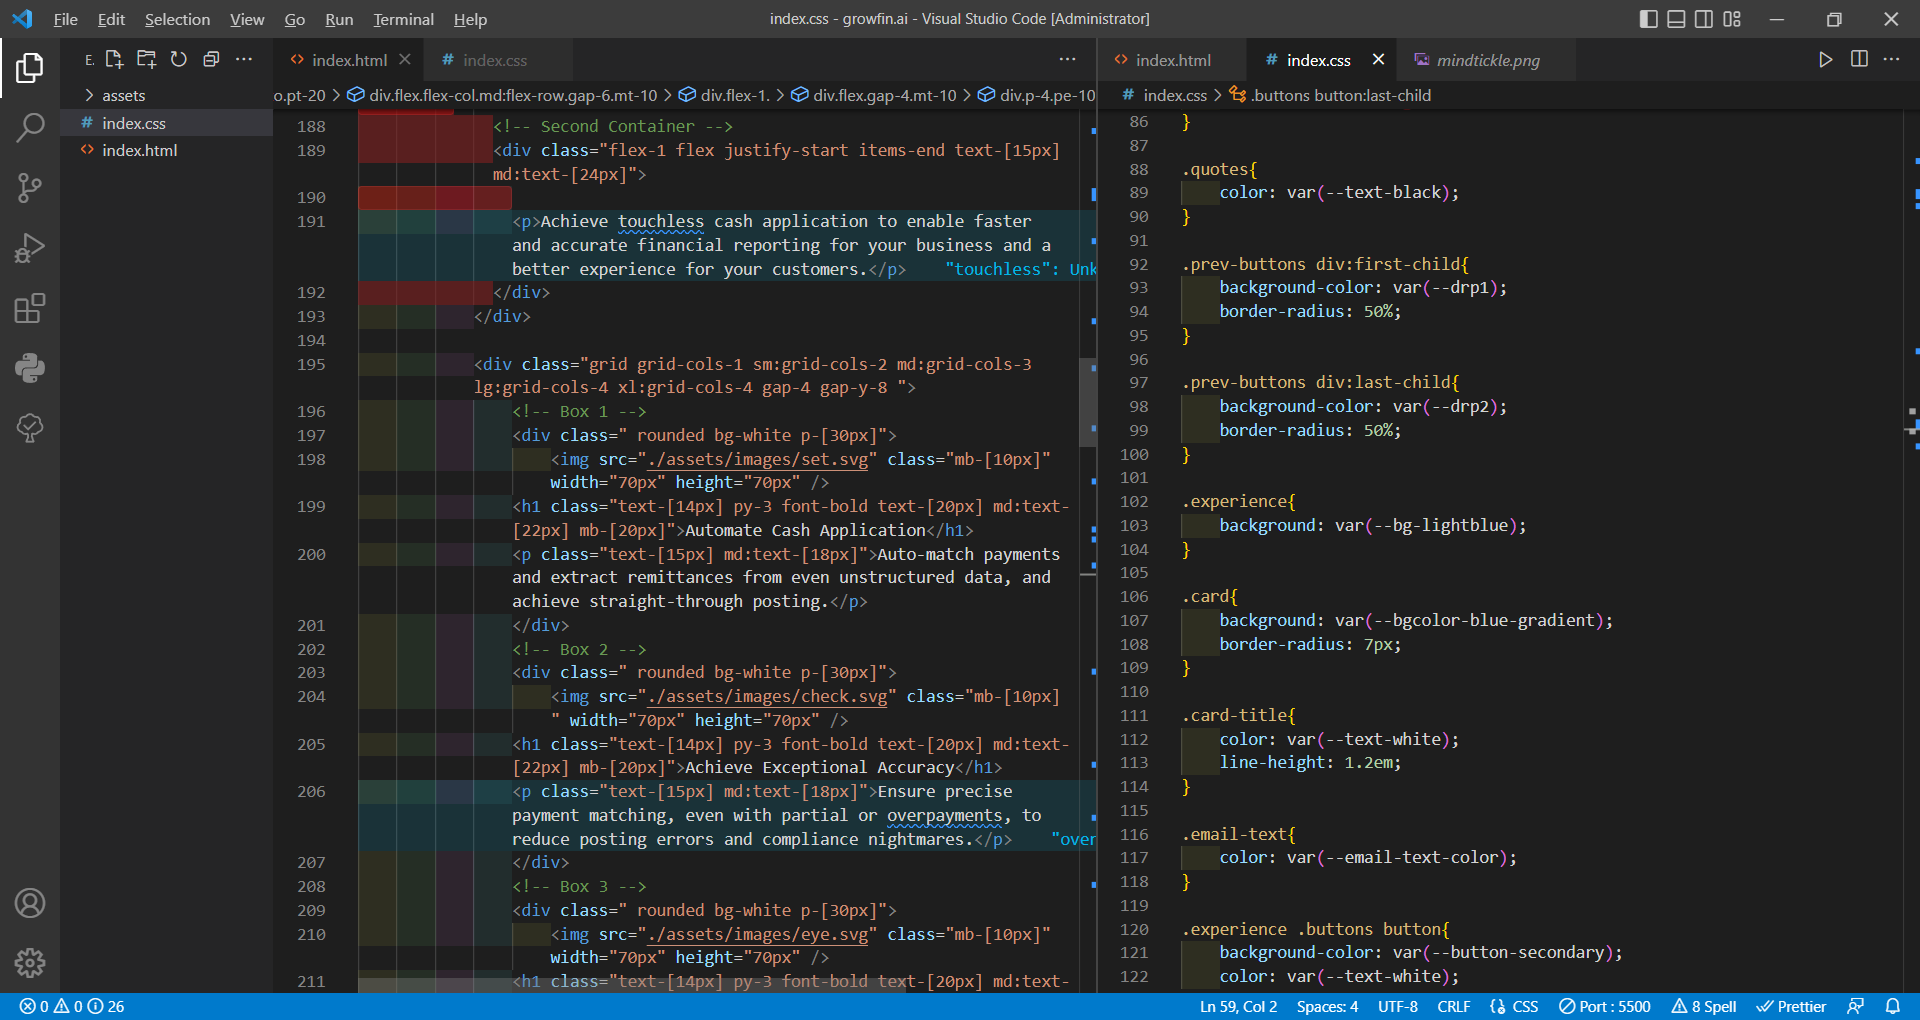 File Edit Selection View Go Run Terminal Help
index.css - growfin.ai - Visual Studio Code [Administrator]
E.
assets
# index.css
<> index.html
<> index.html
# index.css
o.pt-20 > div.flex.flex-col.md:flex-row.gap-6.mt-10 > div.flex-1. > div.flex.gap-4.mt-10 > div.p-4.pe-10
188 <!-- Second Container -->
189 <div class="flex-1 flex justify-start items-end text-[15px]
md:text-[24px]">
190
191 <p>Achieve touchless cash application to enable faster
and accurate financial reporting for your business and a
better experience for your customers.</p> "touchless": Unk
192 </div>
193 </div>
194
195 <div class="grid grid-cols-1 sm:grid-cols-2 md:grid-cols-3
lg:grid-cols-4 xl:grid-cols-4 gap-4 gap-y-8 ">
196 <!-- Box 1 -->
197 <div class=" rounded bg-white p-[30px]">
198 <img src="./assets/images/set.svg" class="mb-[10px]"
width="70px" height="70px" />
199 <h1 class="text-[14px] py-3 font-bold text-[20px] md:text-
[22px] mb-[20px]">Automate Cash Application</h1>
200 <p class="text-[15px] md:text-[18px]">Auto-match payments
and extract remittances from even unstructured data, and
achieve straight-through posting.</p>
201 </div>
202 <!-- Box 2 -->
203 <div class=" rounded bg-white p-[30px]">
204 <img src="./assets/images/check.svg" class="mb-[10px]
" width="70px" height="70px" />
205 <h1 class="text-[14px] py-3 font-bold text-[20px] md:text-
[22px] mb-[20px]">Achieve Exceptional Accuracy</h1>
206 <p class="text-[15px] md:text-[18px]">Ensure precise
payment matching, even with partial or overpayments, to
reduce posting errors and compliance nightmares.</p> "over
207 </div>
208 <!-- Box 3 -->
209 <div class=" rounded bg-white p-[30px]">
210 <img src="./assets/images/eye.svg" class="mb-[10px]"
width="70px" height="70px" />
211 <h1 class="text-[14px] py-3 font-bold text-[20px] md:text-
<> index.html
# index.css
mindtickle.png
# index.css > .buttons button:last-child
86 }
87
88 .quotes{
89 color: var(--text-black);
90 }
91
92 .prev-buttons div:first-child{
93 background-color: var(--drp1);
94 border-radius: 50%;
95 }
96
97 .prev-buttons div:last-child{
98 background-color: var(--drp2);
99 border-radius: 50%;
100 }
101
102 .experience{
103 background: var(--bg-lightblue);
104 }
105
106 .card{
107 background: var(--bgcolor-blue-gradient);
108 border-radius: 7px;
109 }
110
111 .card-title{
112 color: var(--text-white);
113 line-height: 1.2em;
114 }
115
116 .email-text{
117 color: var(--email-text-color);
118 }
119
120 .experience .buttons button{
121 background-color: var(--button-secondary);
122 color: var(--text-white);
0 0 26
Ln 59, Col 2 Spaces: 4 UTF-8 CRLF CSS Port : 5500 8 Spell Prettier